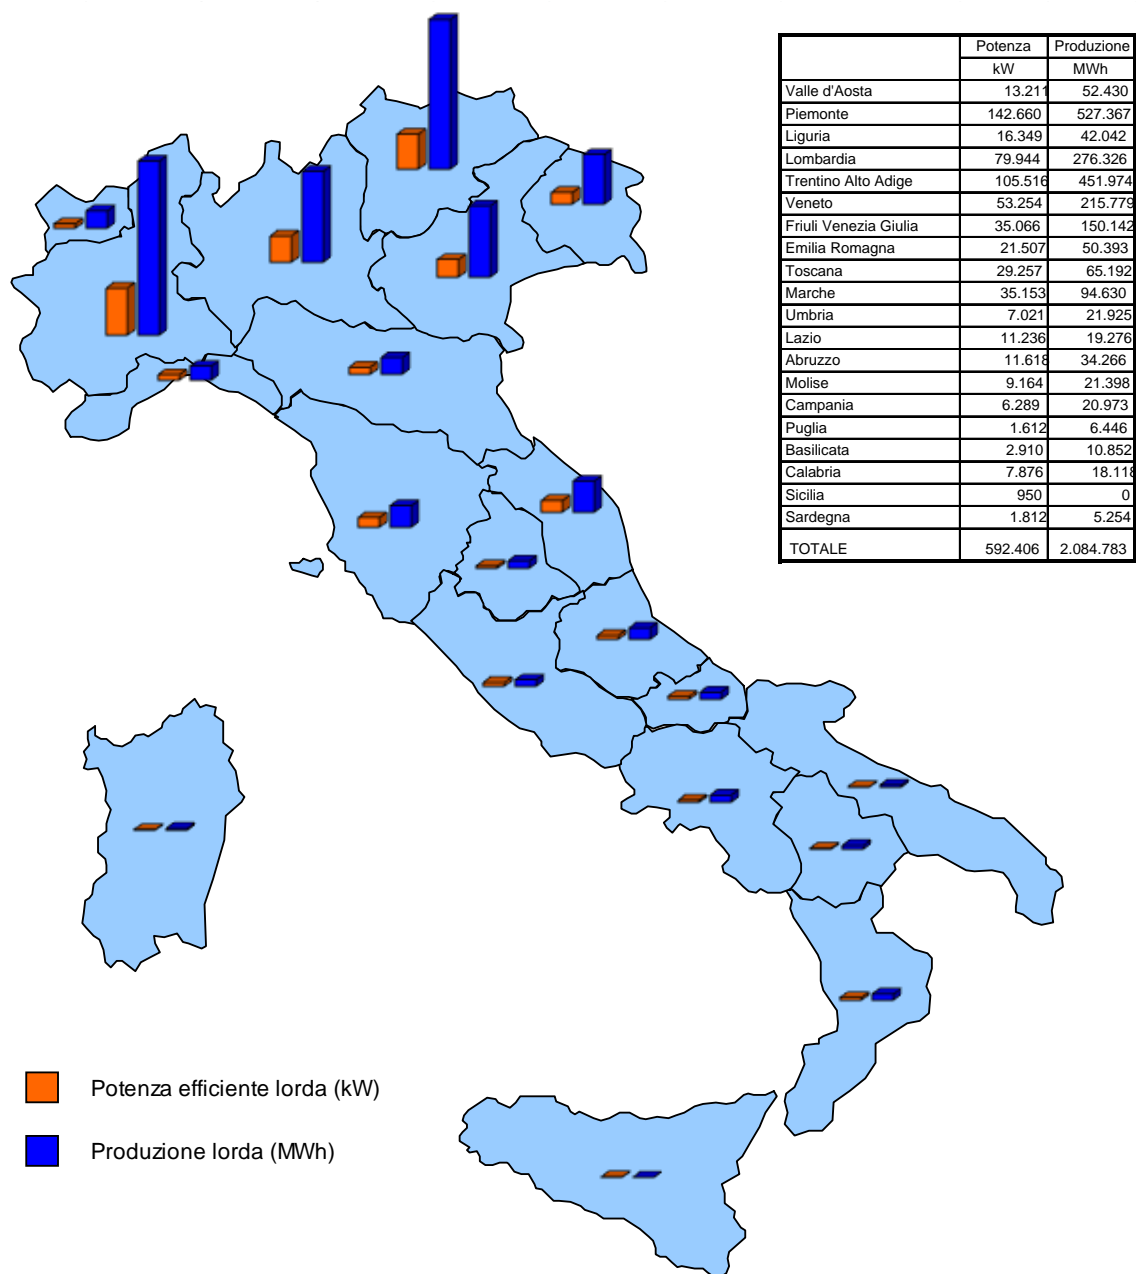 Potenza Produzione
kW MWh
Valle d'Aosta 13.211 52.430
Piemonte 142.660 527.367
Liguria 16.349 42.042
Lombardia 79.944 276.326
Trentino Alto Adige 105.516 451.974
Veneto 53.254 215.779
Friuli Venezia Giulia 35.066 150.142
Emilia Romagna 21.507 50.393
Toscana 29.257 65.192
Marche 35.153 94.630
Umbria 7.021 21.925
Lazio 11.236 19.276
Abruzzo 11.618 34.266
Molise 9.164 21.398
Campania 6.289 20.973
Puglia 1.612 6.446
Basilicata 2.910 10.852
Calabria 7.876 18.118
Sicilia 950 0
Sardegna 1.812 5.254
TOTALE 592.406 2.084.783
Potenza efficiente lorda (kW)
Produzione lorda (MWh)